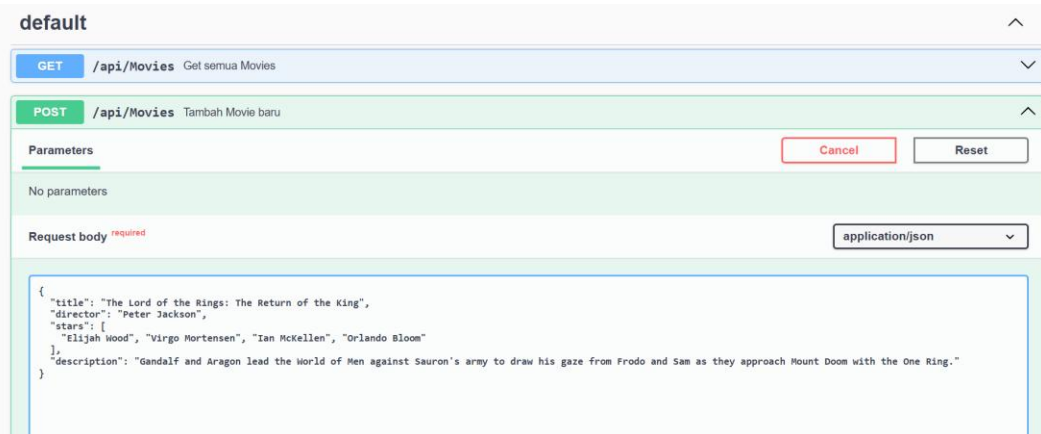 default
GET /api/Movies Get semua Movies
POST /api/Movies Tambah Movie baru
Parameters Cancel Reset
No parameters
Request body required application/json
{
"title": "The Lord of the Rings: The Return of the King",
"director": "Peter Jackson",
"stars": [
"Elijah Wood", "Virgo Mortensen", "Ian McKellen", "Orlando Bloom"
],
"description": "Gandalf and Aragon lead the World of Men against Sauron's army to draw his gaze from Frodo and Sam as they approach Mount Doom with the One Ring."
}